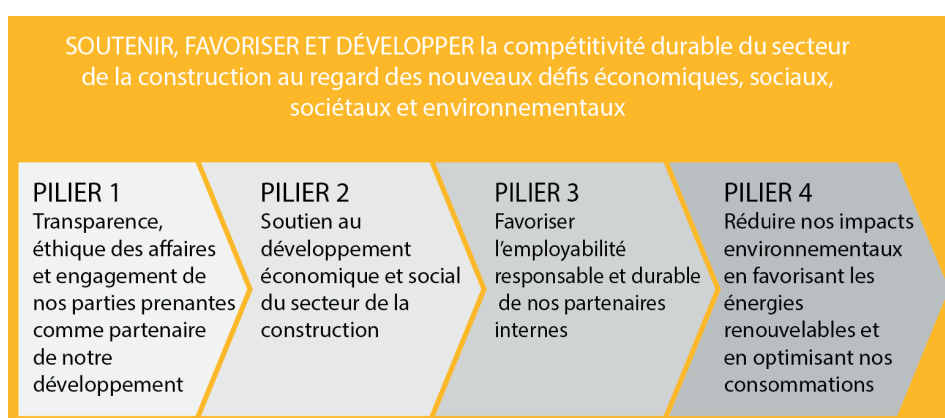 SOUTENIR, FAVORISER ET DÉVELOPPER la compétitivité durable du secteur
de la construction au regard des nouveaux défis économiques, sociaux,
sociétaux et environnementaux
PILIER 1
Transparence,
éthique des affaires
et engagement de
nos parties prenantes
comme partenaire
de notre
développement
PILIER 2
Soutien au
développement
économique et social
du secteur de la
construction
PILIER 3
Favoriser
l’employabilité
responsable et durable
de nos partenaires
internes
PILIER 4
Réduire nos impacts
environnementaux
en favorisant les
énergies
renouvelables et
en optimisant nos
consommations